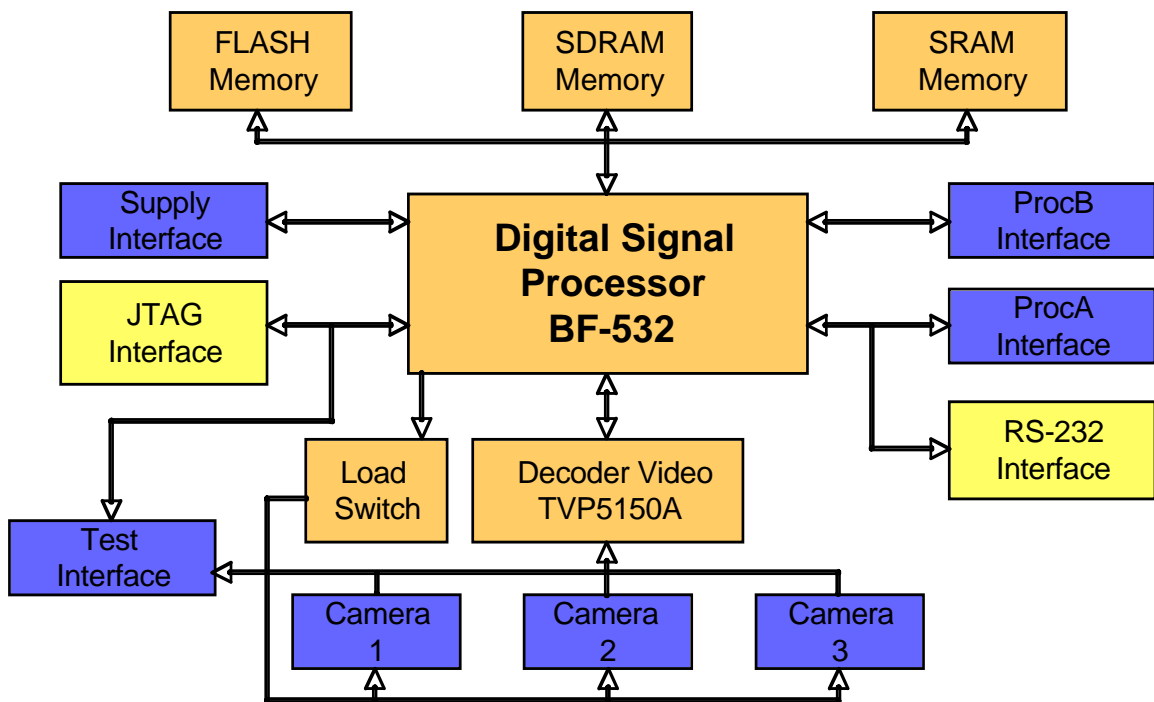 FLASH
Memory
SDRAM
Memory
SRAM
Memory
Supply
Interface
Digital Signal
Processor
BF-532
ProcB
Interface
JTAG
Interface
ProcA
Interface
RS-232
Interface
Load
Switch
Decoder Video
TVP5150A
Test
Interface
Camera
1
Camera
2
Camera
3